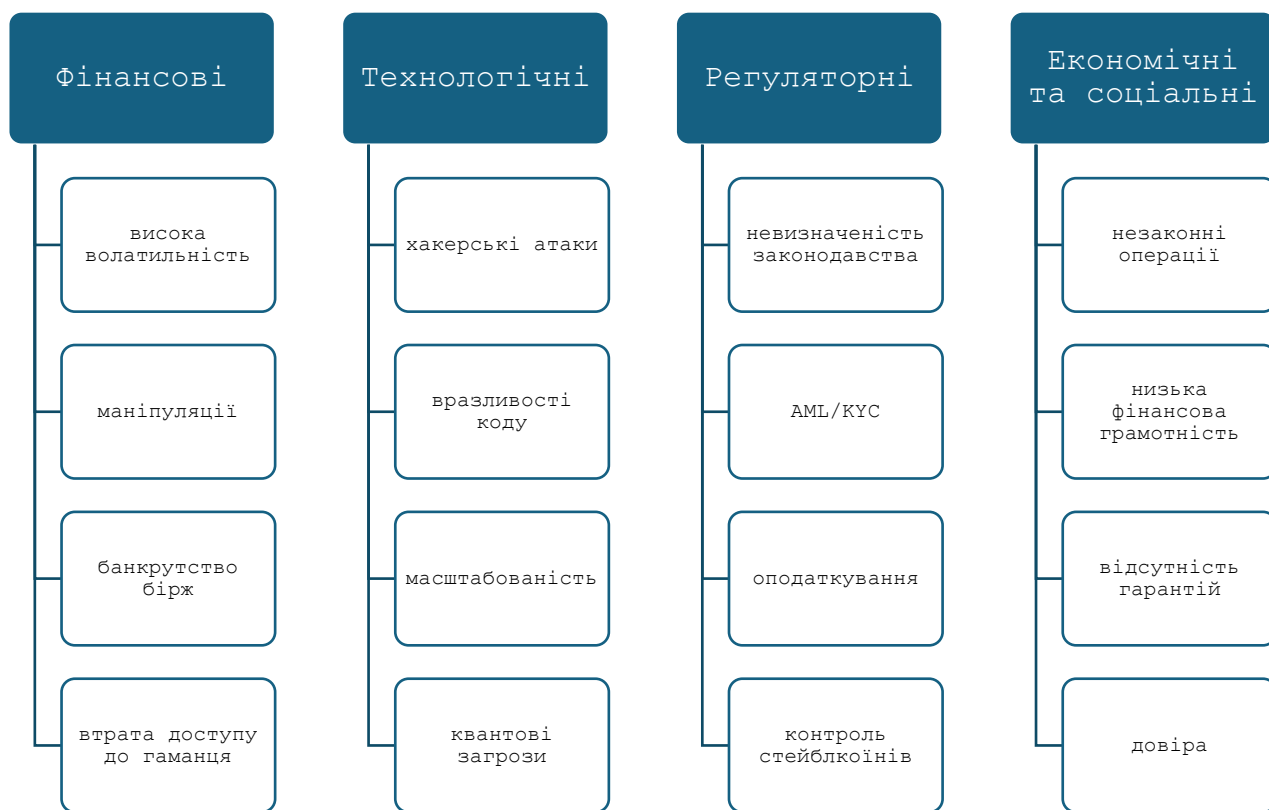 Фінансові
висока
волатильність
маніпуляції
банкрутство
бірж
втрата доступу
до гаманця
Технологічні
хакерські атаки
вразливості
коду
масштабованість
квантові
загрози
Регуляторні
невизначеність
законодавства
AML/KYC
оподаткування
контроль
стейблкоїнів
Економічні
та соціальні
незаконні
операції
низька
фінансова
грамотність
відсутність
гарантій
довіра